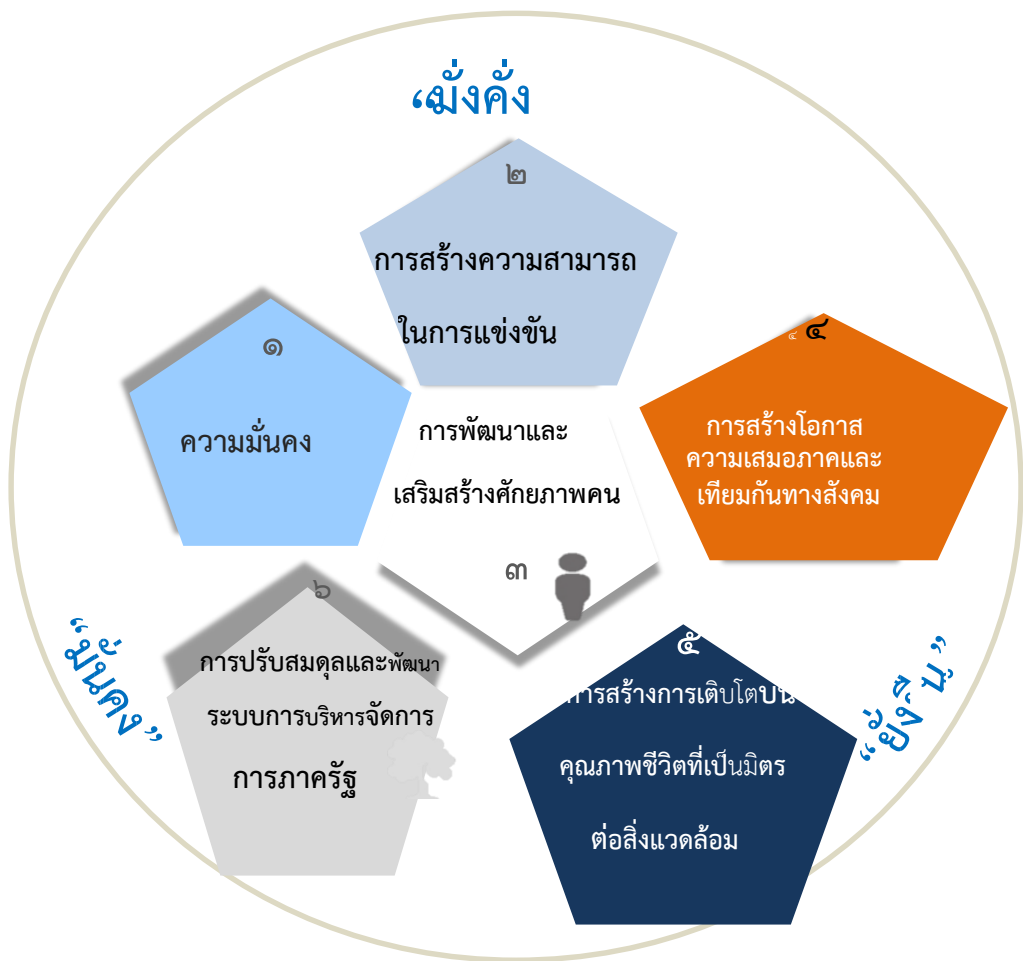 “มั่งคั่ง
๒
การสร้างความสามารถ
ในการแข่งขัน
๑
ความมั่นคง
การพัฒนาและ
เสริมสร้างศักยภาพคน
๓
๔ ๔
การสร้างโอกาส
ความเสมอภาคและ
เทียมกันทางสังคม
๖
การปรับสมดุลและพัฒนา
ระบบการบริหารจัดการ
การภาครัฐ
๕
การสร้างการเติบโตบน
คุณภาพชีวิตที่เป็นมิตร
ต่อสิ่งแวดล้อม
“มั่นคง”
“ยั่งยืน”